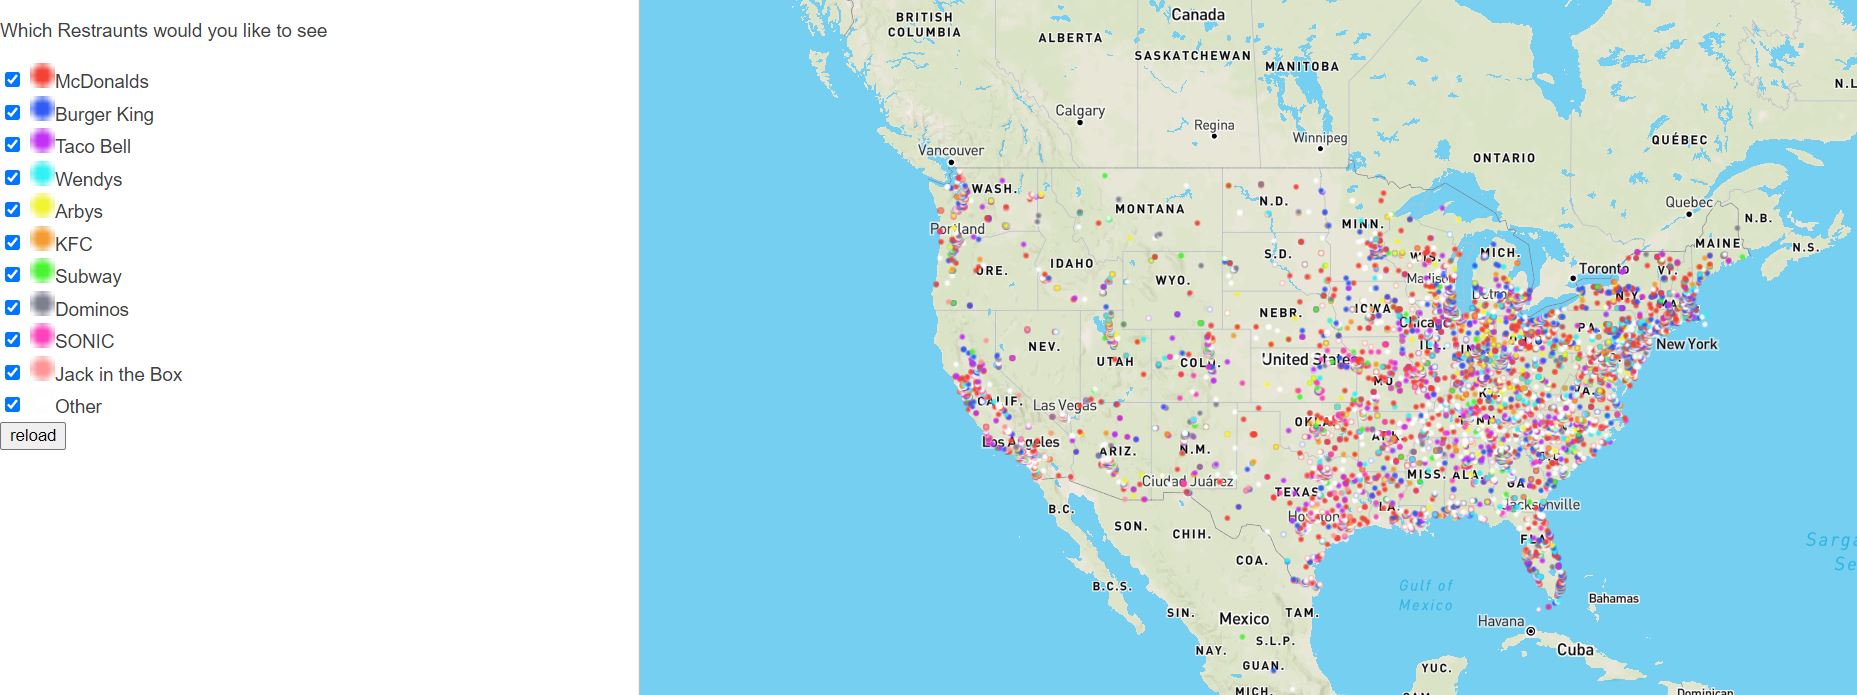 Which Restraunts would you like to see
McDonalds
Burger King
Taco Bell
Wendys
Arbys
KFC
Subway
Dominos
SONIC
Jack in the Box
Other
reload
Canada
BRITISH
COLUMBIA
ALBERTA
SASKATCHEWAN
MANITOBA
N.L
Calgary
Regina
Winnipeg
QUÉBEC
ONTARIO
Vancouver
WASH.
MONTANA
N.D.
MINN.
Quebec
N.B.
Portland
MAINE
N.S.
ORE.
IDAHO
S.D.
WIS.
MICH.
Toronto
VT.
WYO.
Madison
N.Y.
MA.
NEBR.
IOWA
Chicago
PA.
NEV.
UTAH
COLO.
United States
ILL.
New York
MO.
VA.
CALIF.
Las Vegas
OKLA.
Los Angeles
ARIZ.
N.M.
MISS.
ALA.
GA.
Ciudad Juárez
TEXAS
LA.
Jacksonville
B.C.
Houston
SON.
CHIH.
FLA.
COA.
Gulf of
Mexico
B.C.S.
Bahamas
SIN.
Mexico
TAM.
Havana
S.L.P.
Cuba
NAY.
GUAN.
YUC.
MICH.
Dominican